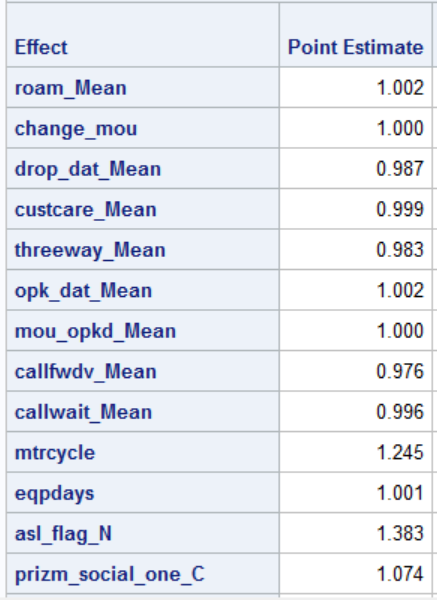 Effect Point Estimate
roam_Mean 1.002
change_mou 1.000
drop_dat_Mean 0.987
custcare_Mean 0.999
threeway_Mean 0.983
opk_dat_Mean 1.002
mou_opkd_Mean 1.000
callfwdv_Mean 0.976
callwait_Mean 0.996
mtrcycle 1.245
eqpdays 1.001
asl_flag_N 1.383
prizm_social_one_C 1.074